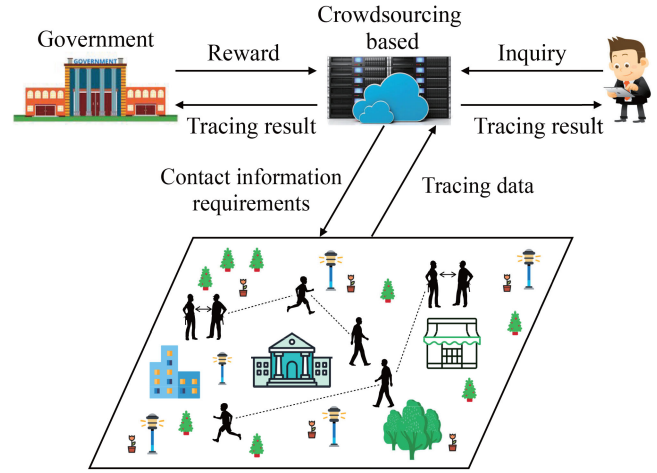 Crowdsourcing
based
Government
GOVERNMENT
Reward
Inquiry
Tracing result
Tracing result
Contact information
requirements
Tracing data